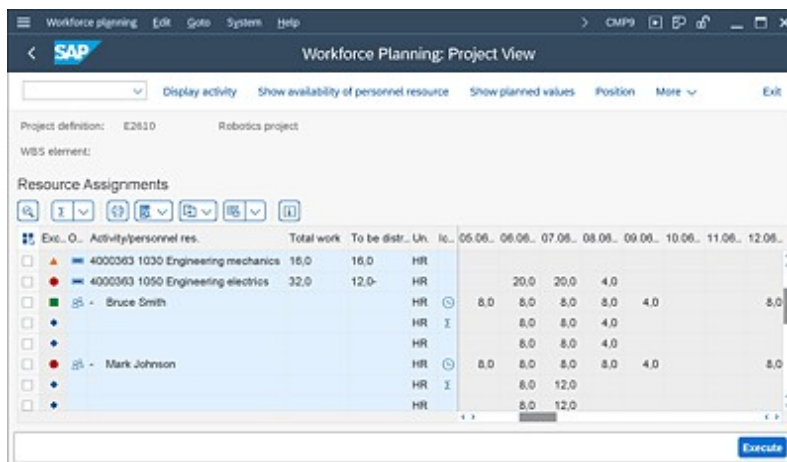 Workforce planning Edit Goto System Help CMP9
SAP Workforce Planning: Project View
Display activity Show availability of personnel resource Show planned values Position More Exit
Project definition: E2610 Robotics project
WBS element:
Resource Assignments
Exc.. O.. Activity/personnel res. Total work To be distr.. Un. Ic.. 05.06.. 06.06.. 07.06.. 08.06.. 09.06.. 10.06.. 11.06.. 12.06..
4000363 1030 Engineering mechanics 16,0 16,0 HR
4000363 1050 Engineering electrics 32,0 12,0- HR 20,0 20,0 4,0
- Bruce Smith HR 8,0 8,0 8,0 8,0 4,0 8,0
HR Σ 8,0 8,0 4,0
HR 8,0 8,0 4,0
- Mark Johnson HR 8,0 8,0 8,0 8,0 4,0 8,0
HR Σ 8,0 12,0
HR 8,0 12,0
Execute